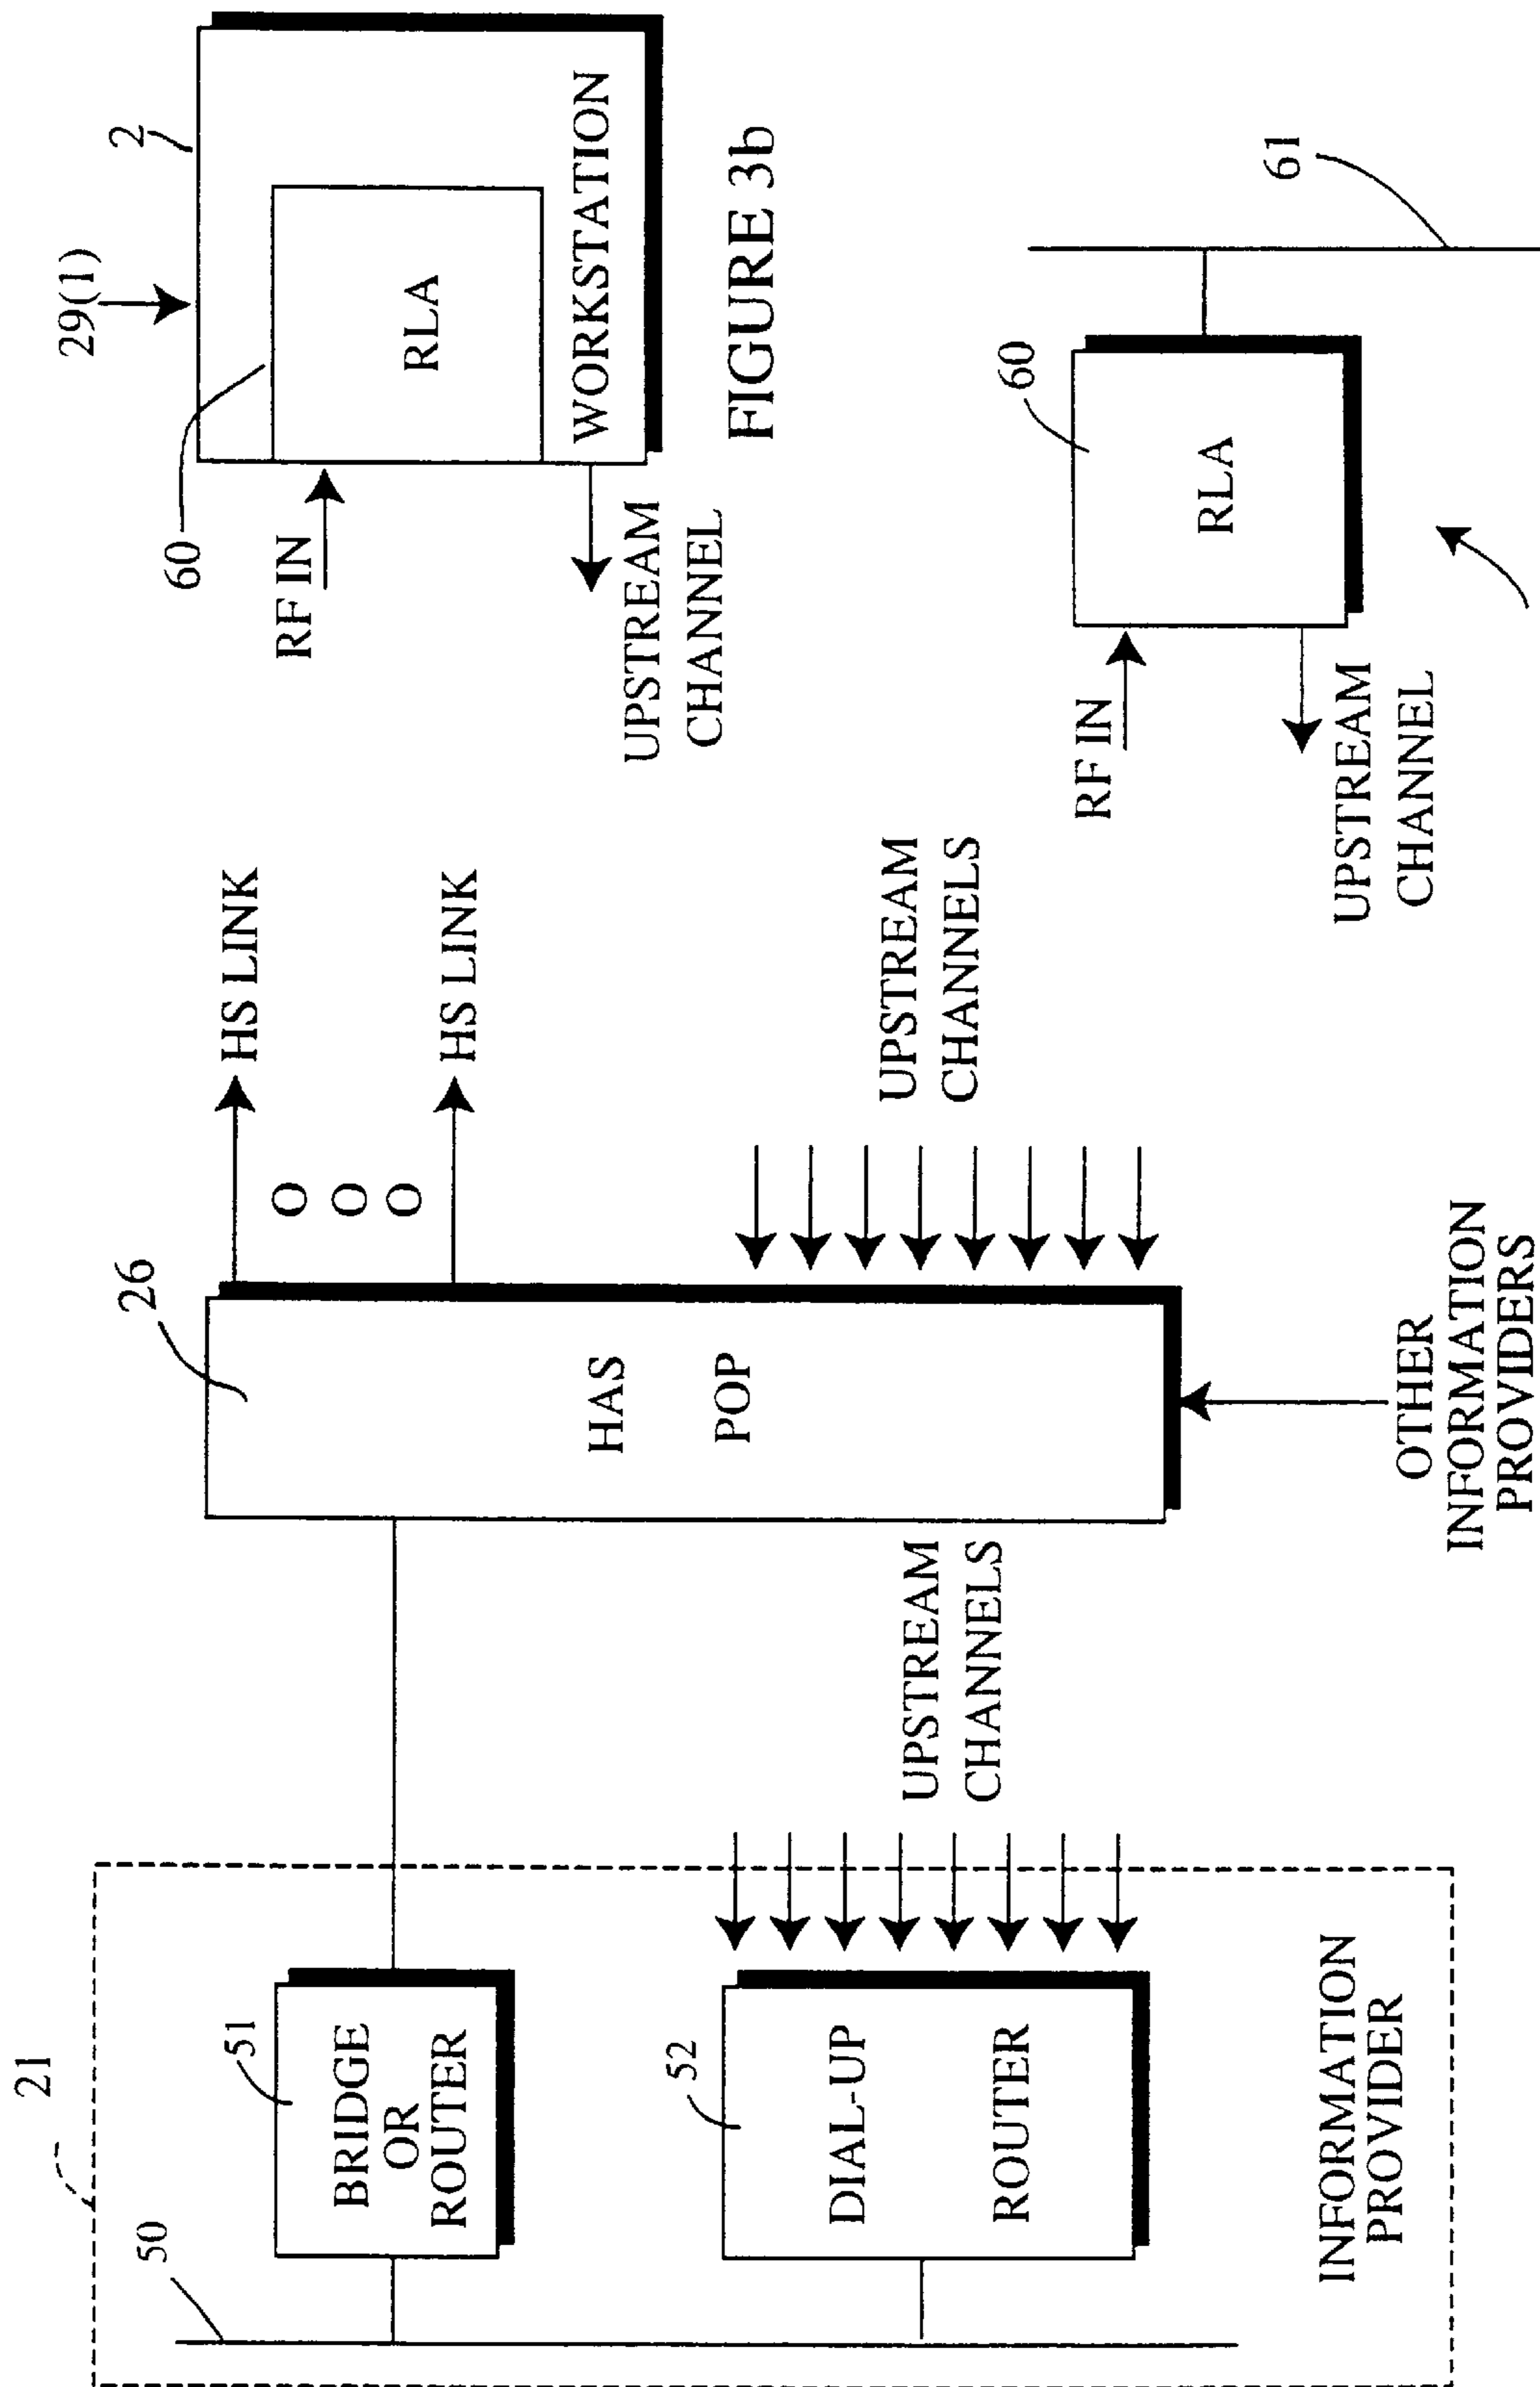 21
50
51
BRIDGE
OR
ROUTER
52
DIAL-UP
ROUTER
INFORMATION
PROVIDER
UPSTREAM
CHANNELS
26
HAS
POP
HS LINK
O
O
O
HS LINK
UPSTREAM
CHANNELS
OTHER
INFORMATION
PROVIDERS
29(1)
2
60
RLA
WORKSTATION
RF IN
UPSTREAM
CHANNEL
FIGURE 3b
60
61
RLA
RF IN
UPSTREAM
CHANNEL